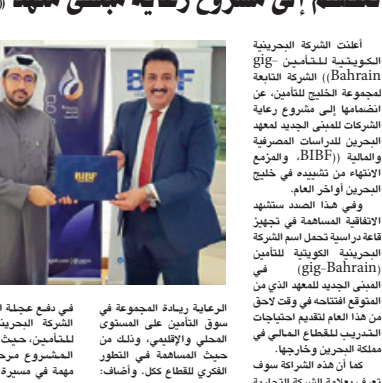 إلى مشروع رعاية مبنى معهد
أعلنت الشركة البحرينية
الكويتية للتأمين gig-
Bahrain)) الشركة التابعة
لمجموعة الخليج للتأمين، عن
انضمامها إلى مشروع رعاية
الشركات للمبنى الجديد لمعهد
البحرين للدراسات المصرفية
والمالية ((BIBF، والمزمع
الانتهاء من تشييده في خليج
البحرين أواخر العام.
وفي هذا الصدد ستشهد
الاتفاقية المساهمة في تجهيز
قاعة دراسية تحمل اسم الشركة
البحرينية الكويتية للتأمين
(gig-Bahrain) في
المبنى الجديد للمعهد الذي من
المتوقع افتتاحه في وقت لاحق
من هذا العام لتقديم احتياجات
التدريب للقطاع المالي في
مملكة البحرين وخارجها.
كما أن هذه الشراكة سوف
BIBF
الرعاية ريادة المجموعة في
سوق التأمين على المستوى
المحلي والإقليمي، وذلك من
حيث المساهمة في التطور
الفكري للقطاع ككل. وأضاف:
في دفع عجلة
الشركة البحرينية
للتأمين، حيث
المشروع
مهمة في مسيرة